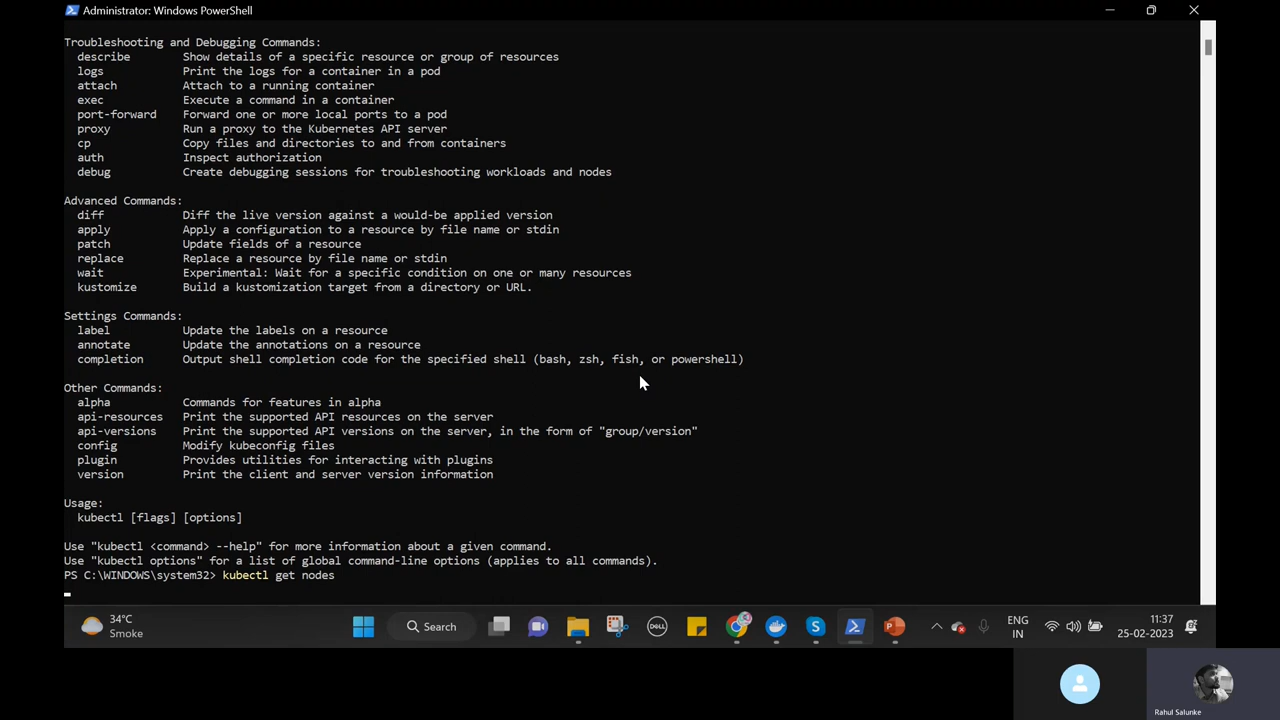 Administrator: Windows PowerShell
Troubleshooting and Debugging Commands:
describe Show details of a specific resource or group of resources
logs Print the logs for a container in a pod
attach Attach to a running container
exec Execute a command in a container
port-forward Forward one or more local ports to a pod
proxy Run a proxy to the Kubernetes API server
cp Copy files and directories to and from containers
auth Inspect authorization
debug Create debugging sessions for troubleshooting workloads and nodes
Advanced Commands:
diff Diff the live version against a would-be applied version
apply Apply a configuration to a resource by file name or stdin
patch Update fields of a resource
replace Replace a resource by file name or stdin
wait Experimental: Wait for a specific condition on one or many resources
kustomize Build a kustomization target from a directory or URL.
Settings Commands:
label Update the labels on a resource
annotate Update the annotations on a resource
completion Output shell completion code for the specified shell (bash, zsh, fish, or powershell)
Other Commands:
alpha Commands for features in alpha
api-resources Print the supported API resources on the server
api-versions Print the supported API versions on the server, in the form of "group/version"
config Modify kubeconfig files
plugin Provides utilities for interacting with plugins
version Print the client and server version information
Usage:
kubectl [flags] [options]
Use "kubectl <command> --help" for more information about a given command.
Use "kubectl options" for a list of global command-line options (applies to all commands).
PS C:\WINDOWS\system32> kubectl get nodes
34°C
Smoke
Search
DELL
ENG
IN
11:37
25-02-2023
Rahul Salunke